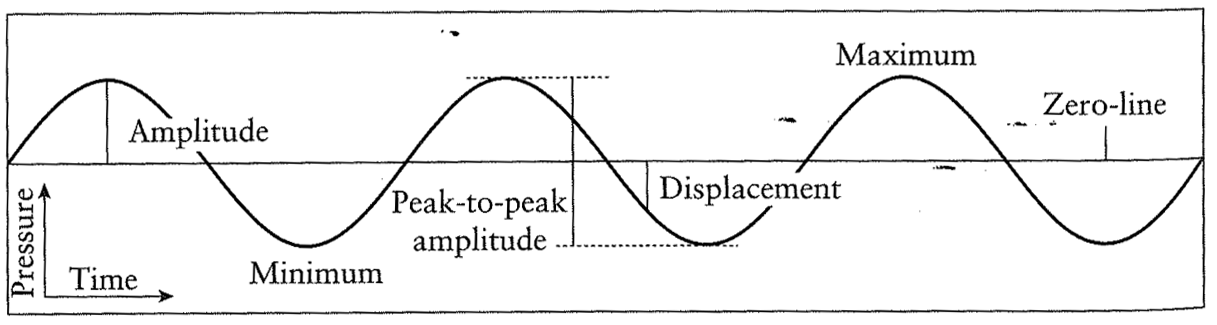 Maximum
Zero-line
Amplitude
Displacement
Peak-to-peak
amplitude
Minimum
Pressure
Time